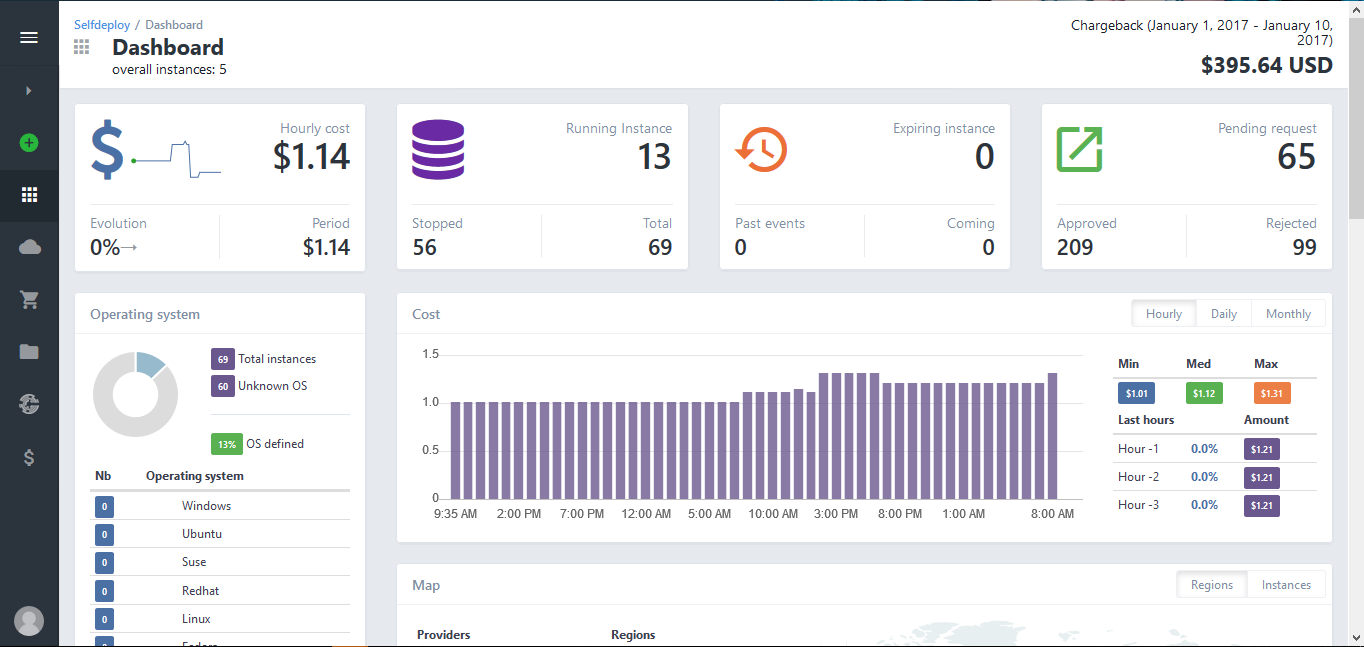 Selfdeploy / Dashboard
Dashboard
overall instances: 5
Chargeback (January 1, 2017 - January 10,
2017)
$395.64 USD
Hourly cost
$1.14
Evolution
0%→
Period
$1.14
Running Instance
13
Stopped
56
Total
69
Expiring instance
0
Past events
0
Coming
0
Pending request
65
Approved
209
Rejected
99
Operating system
69 Total instances
60 Unknown OS
13% OS defined
Nb Operating system
0 Windows
0 Ubuntu
0 Suse
0 Redhat
0 Linux
Cost
Hourly Daily Monthly
1.5
1.0
0.5
0
9:35 AM 2:00 PM 7:00 PM 12:00 AM 5:00 AM 10:00 AM 3:00 PM 8:00 PM 1:00 AM 8:00 AM
Min Med Max
$1.01 $1.12 $1.31
Last hours Amount
Hour -1 0.0% $1.21
Hour -2 0.0% $1.21
Hour -3 0.0% $1.21
Map
Regions Instances
Providers Regions